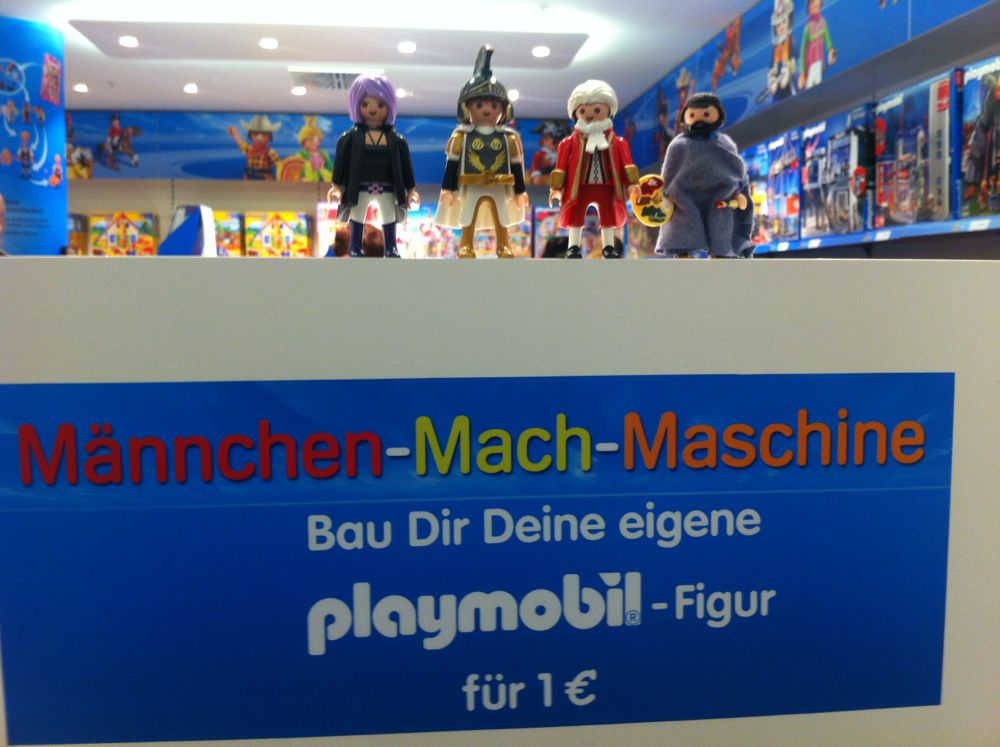 Männchen-Mach-Maschine
Bau Dir Deine eigene
playmobil®-Figur
für 1 €